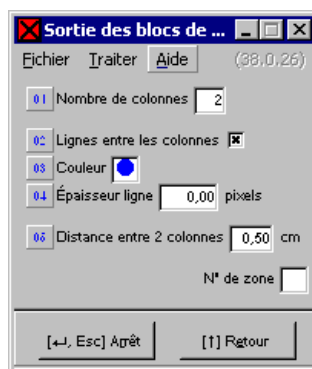 Sortie des blocs de ...
Fichier Traiter Aide (38.0.26)
01 Nombre de colonnes 2
02 Lignes entre les colonnes
03 Couleur
04 Épaisseur ligne 0,00 pixels
05 Distance entre 2 colonnes 0,50 cm
N° de zone
[↵, Esc] Arrêt [↑] Retour